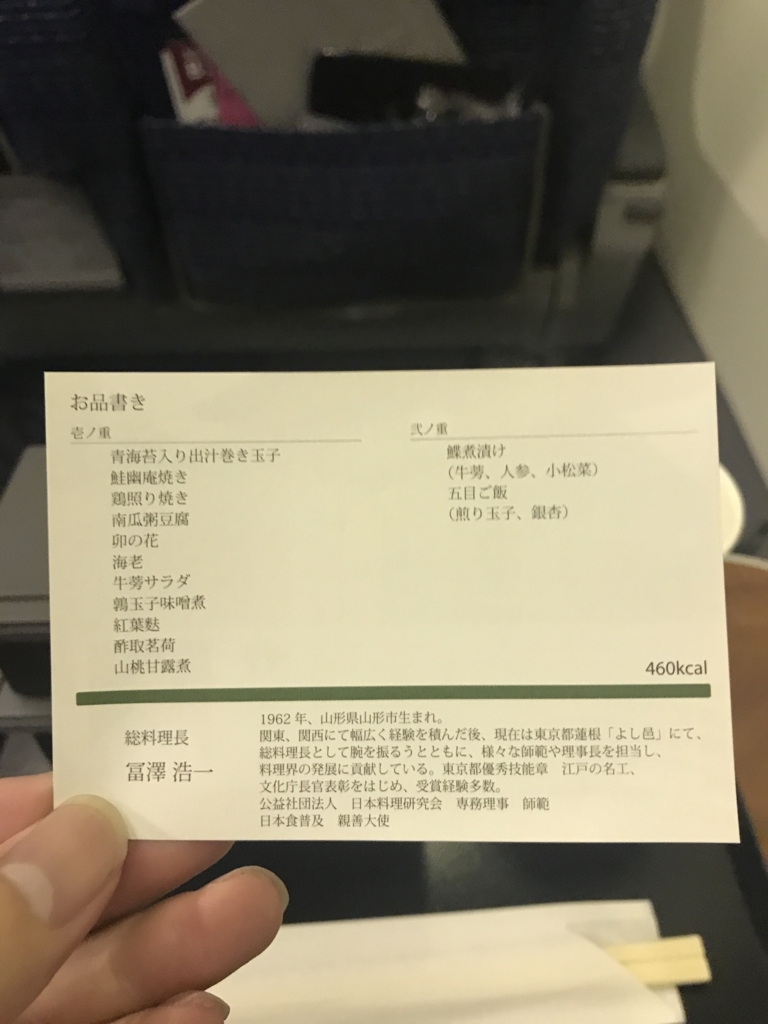 お品書き
壱ノ重
青海苔入り出汁巻き玉子
鮭幽庵焼き
鶏照り焼き
南瓜粥豆腐
卯の花
海老
牛蒡サラダ
鶉玉子味噌煮
紅葉麩
酢取茗荷
山桃甘露煮
弐ノ重
鰈煮漬け
（牛蒡、人参、小松菜）
五目ご飯
（煎り玉子、銀杏）
460kcal
総料理長
冨澤 浩一
1962 年、山形県山形市生まれ。
関東、関西にて幅広く経験を積んだ後、現在は東京都蓮根「よし邑」にて、
総料理長として腕を振るうとともに、様々な師範や理事長を担当し、
料理界の発展に貢献している。東京都優秀技能章　江戸の名工、
文化庁長官表彰をはじめ、受賞経験多数。
公益社団法人　日本料理研究会　専務理事　師範
日本食普及　親善大使